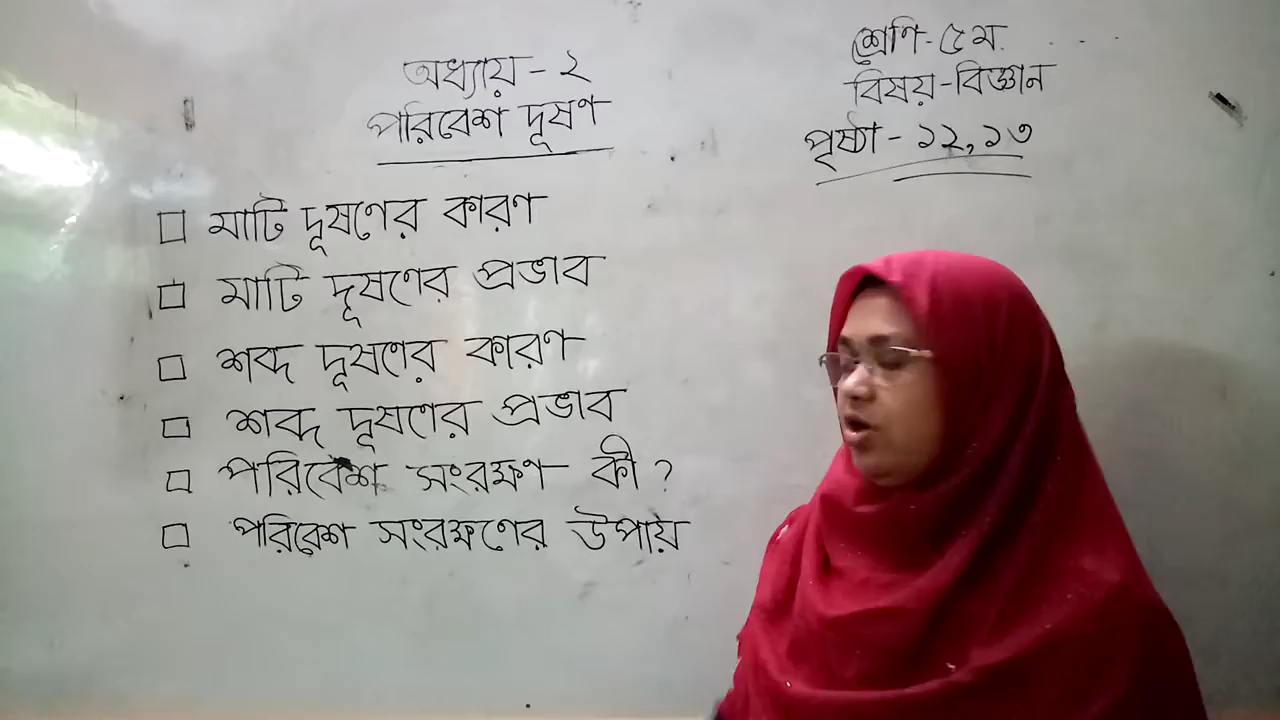 অধ্যায় - ২
পরিবেশ দূষণ
শ্রেণি - ৫ম
বিষয় - বিজ্ঞান
পৃষ্ঠা - ১২, ১৩
মাটি দূষণের কারণ
মাটি দূষণের প্রভাব
শব্দ দূষণের কারণ
শব্দ দূষণের প্রভাব
পরিবেশ সংরক্ষণ কী ?
পরিবেশ সংরক্ষণের উপায়